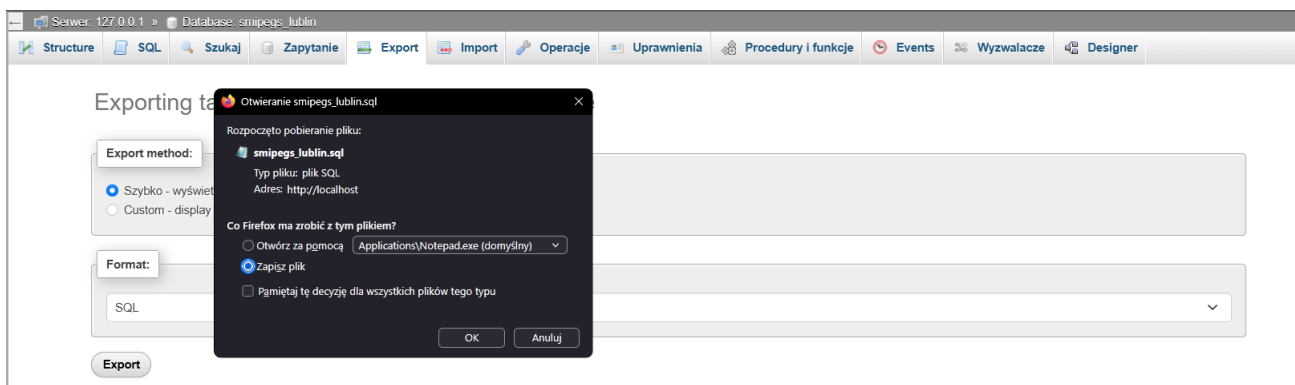 Serwer: 127.0.0.1 » Database: smipegs_lublin
Structure SQL Szukaj Zapytanie Export Import Operacje Uprawnienia Procedury i funkcje Events Wyzwalacze Designer
Exporting ta
Otwieranie smipegs_lublin.sql
Rozpoczęto pobieranie pliku:
smipegs_lublin.sql
Typ pliku: plik SQL
Adres: http://localhost
Co Firefox ma zrobić z tym plikiem?
Otwórz za pomocą Applications\Notepad.exe (domyślny)
Zapisz plik
Pamiętaj tę decyzję dla wszystkich plików tego typu
OK Anuluj
Export method:
Szybko - wyświet
Custom - display
Format:
SQL
Export